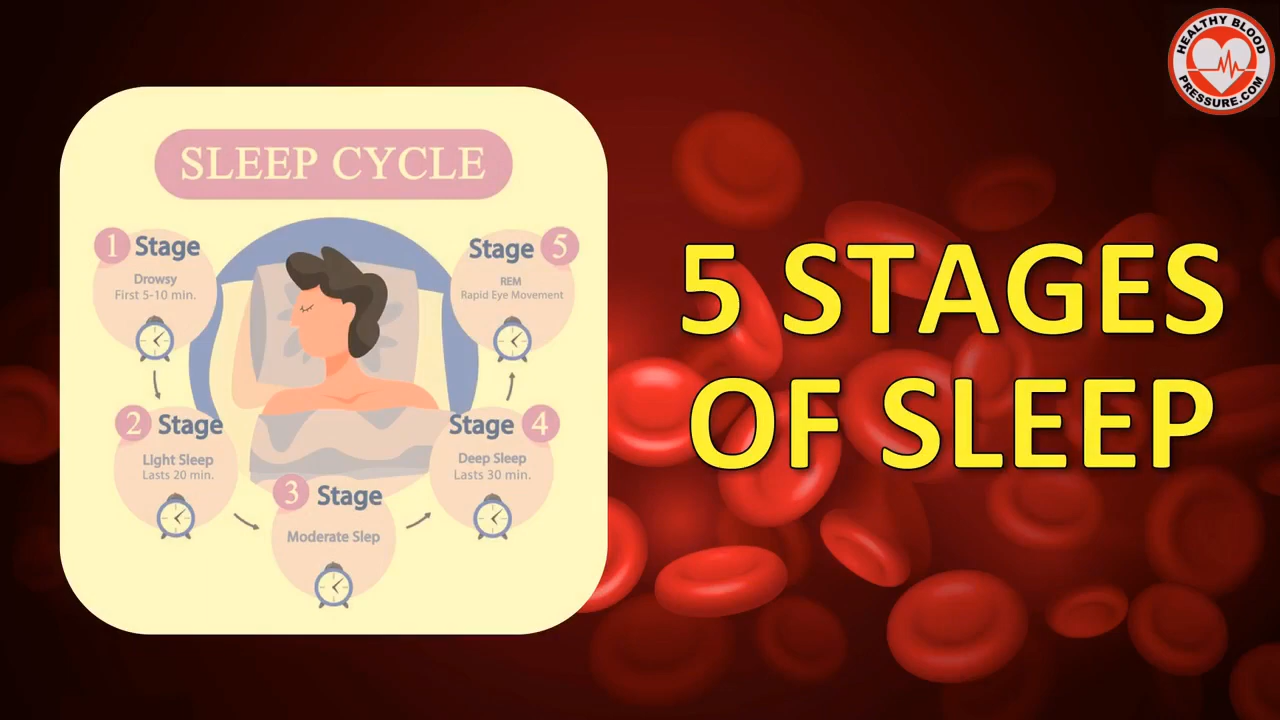 HEALTHY BLOOD
PRESSURE.COM
SLEEP CYCLE
1 Stage
Drowsy
First 5-10 min.
2 Stage
Light Sleep
Lasts 20 min.
3 Stage
Moderate Slep
Stage 4
Deep Sleep
Lasts 30 min.
Stage 5
REM
Rapid Eye Movement
5 STAGES
OF SLEEP